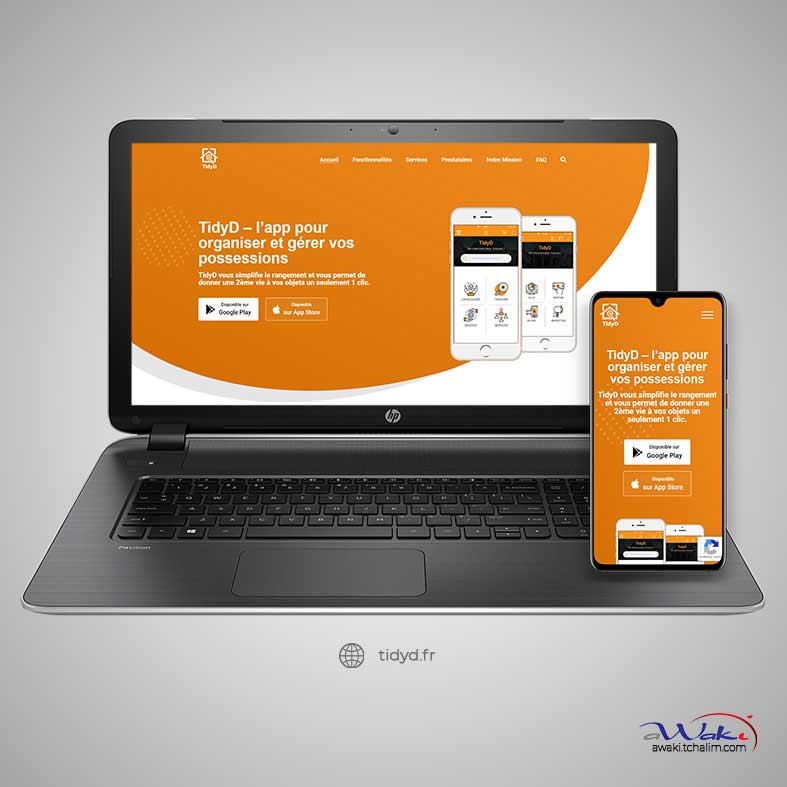 TidyD
Accueil Fonctionnalités Services Prestataires Notre Mission FAQ
TidyD – l'app pour
organiser et gérer vos
possessions
TidyD vous simplifie le rangement et vous permet de
donner une 2ème vie à vos objets un seulement 1 clic.
Disponible sur
Google Play
Disponible
sur App Store
TidyD
TidyD
hp
Pavilion
TidyD
TidyD – l'app pour
organiser et gérer
vos possessions
TidyD vous simplifie le rangement
et vous permet de donner une
2ème vie à vos objets un
seulement 1 clic.
Disponible sur
Google Play
Disponible
sur App Store
TidyD
TidyD
tidyd.fr
aWaki
awaki.tchalim.com